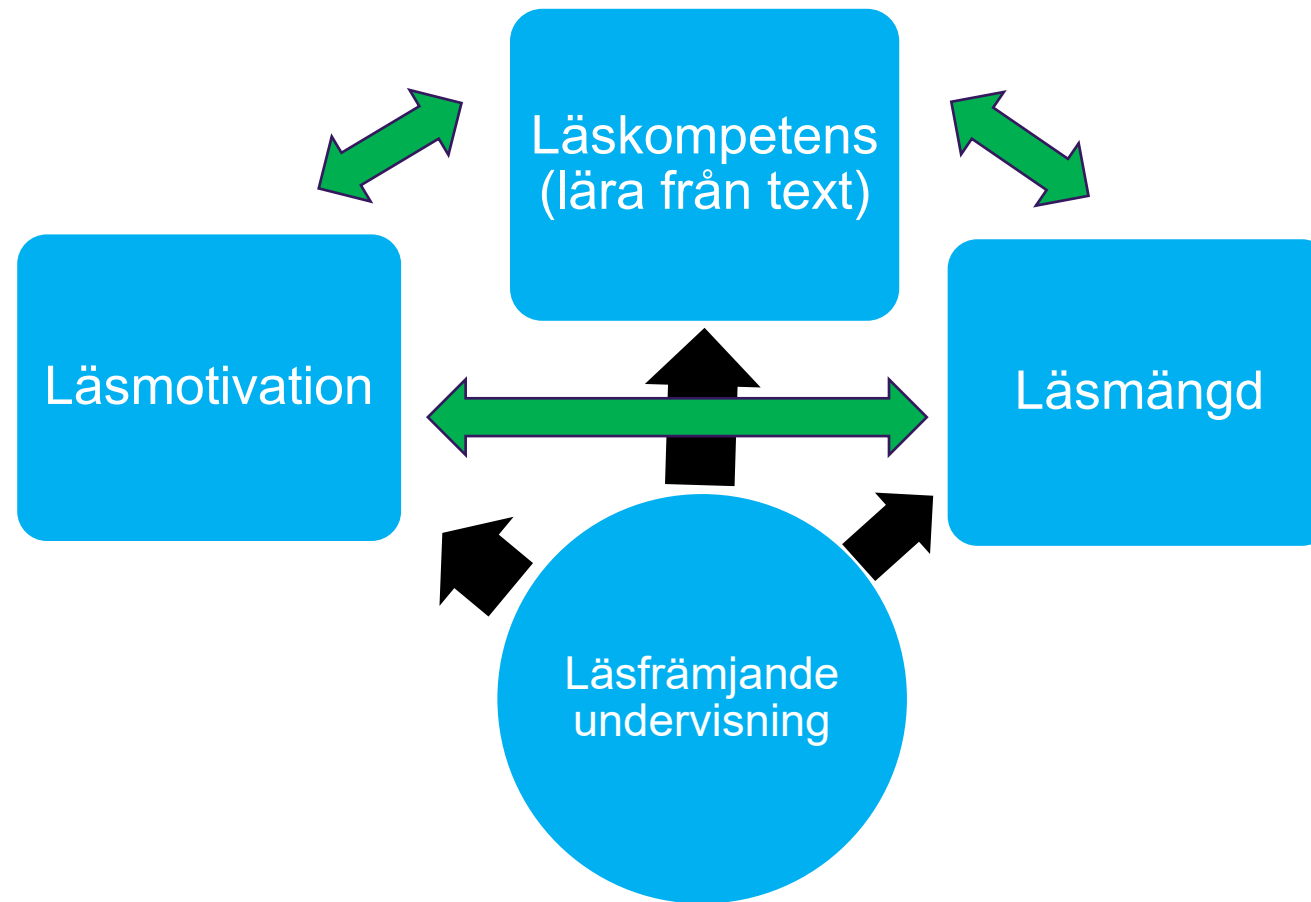 Läskompetens
(lära från text)
Läsmotivation
Läsmängd
Läsfrämjande
undervisning